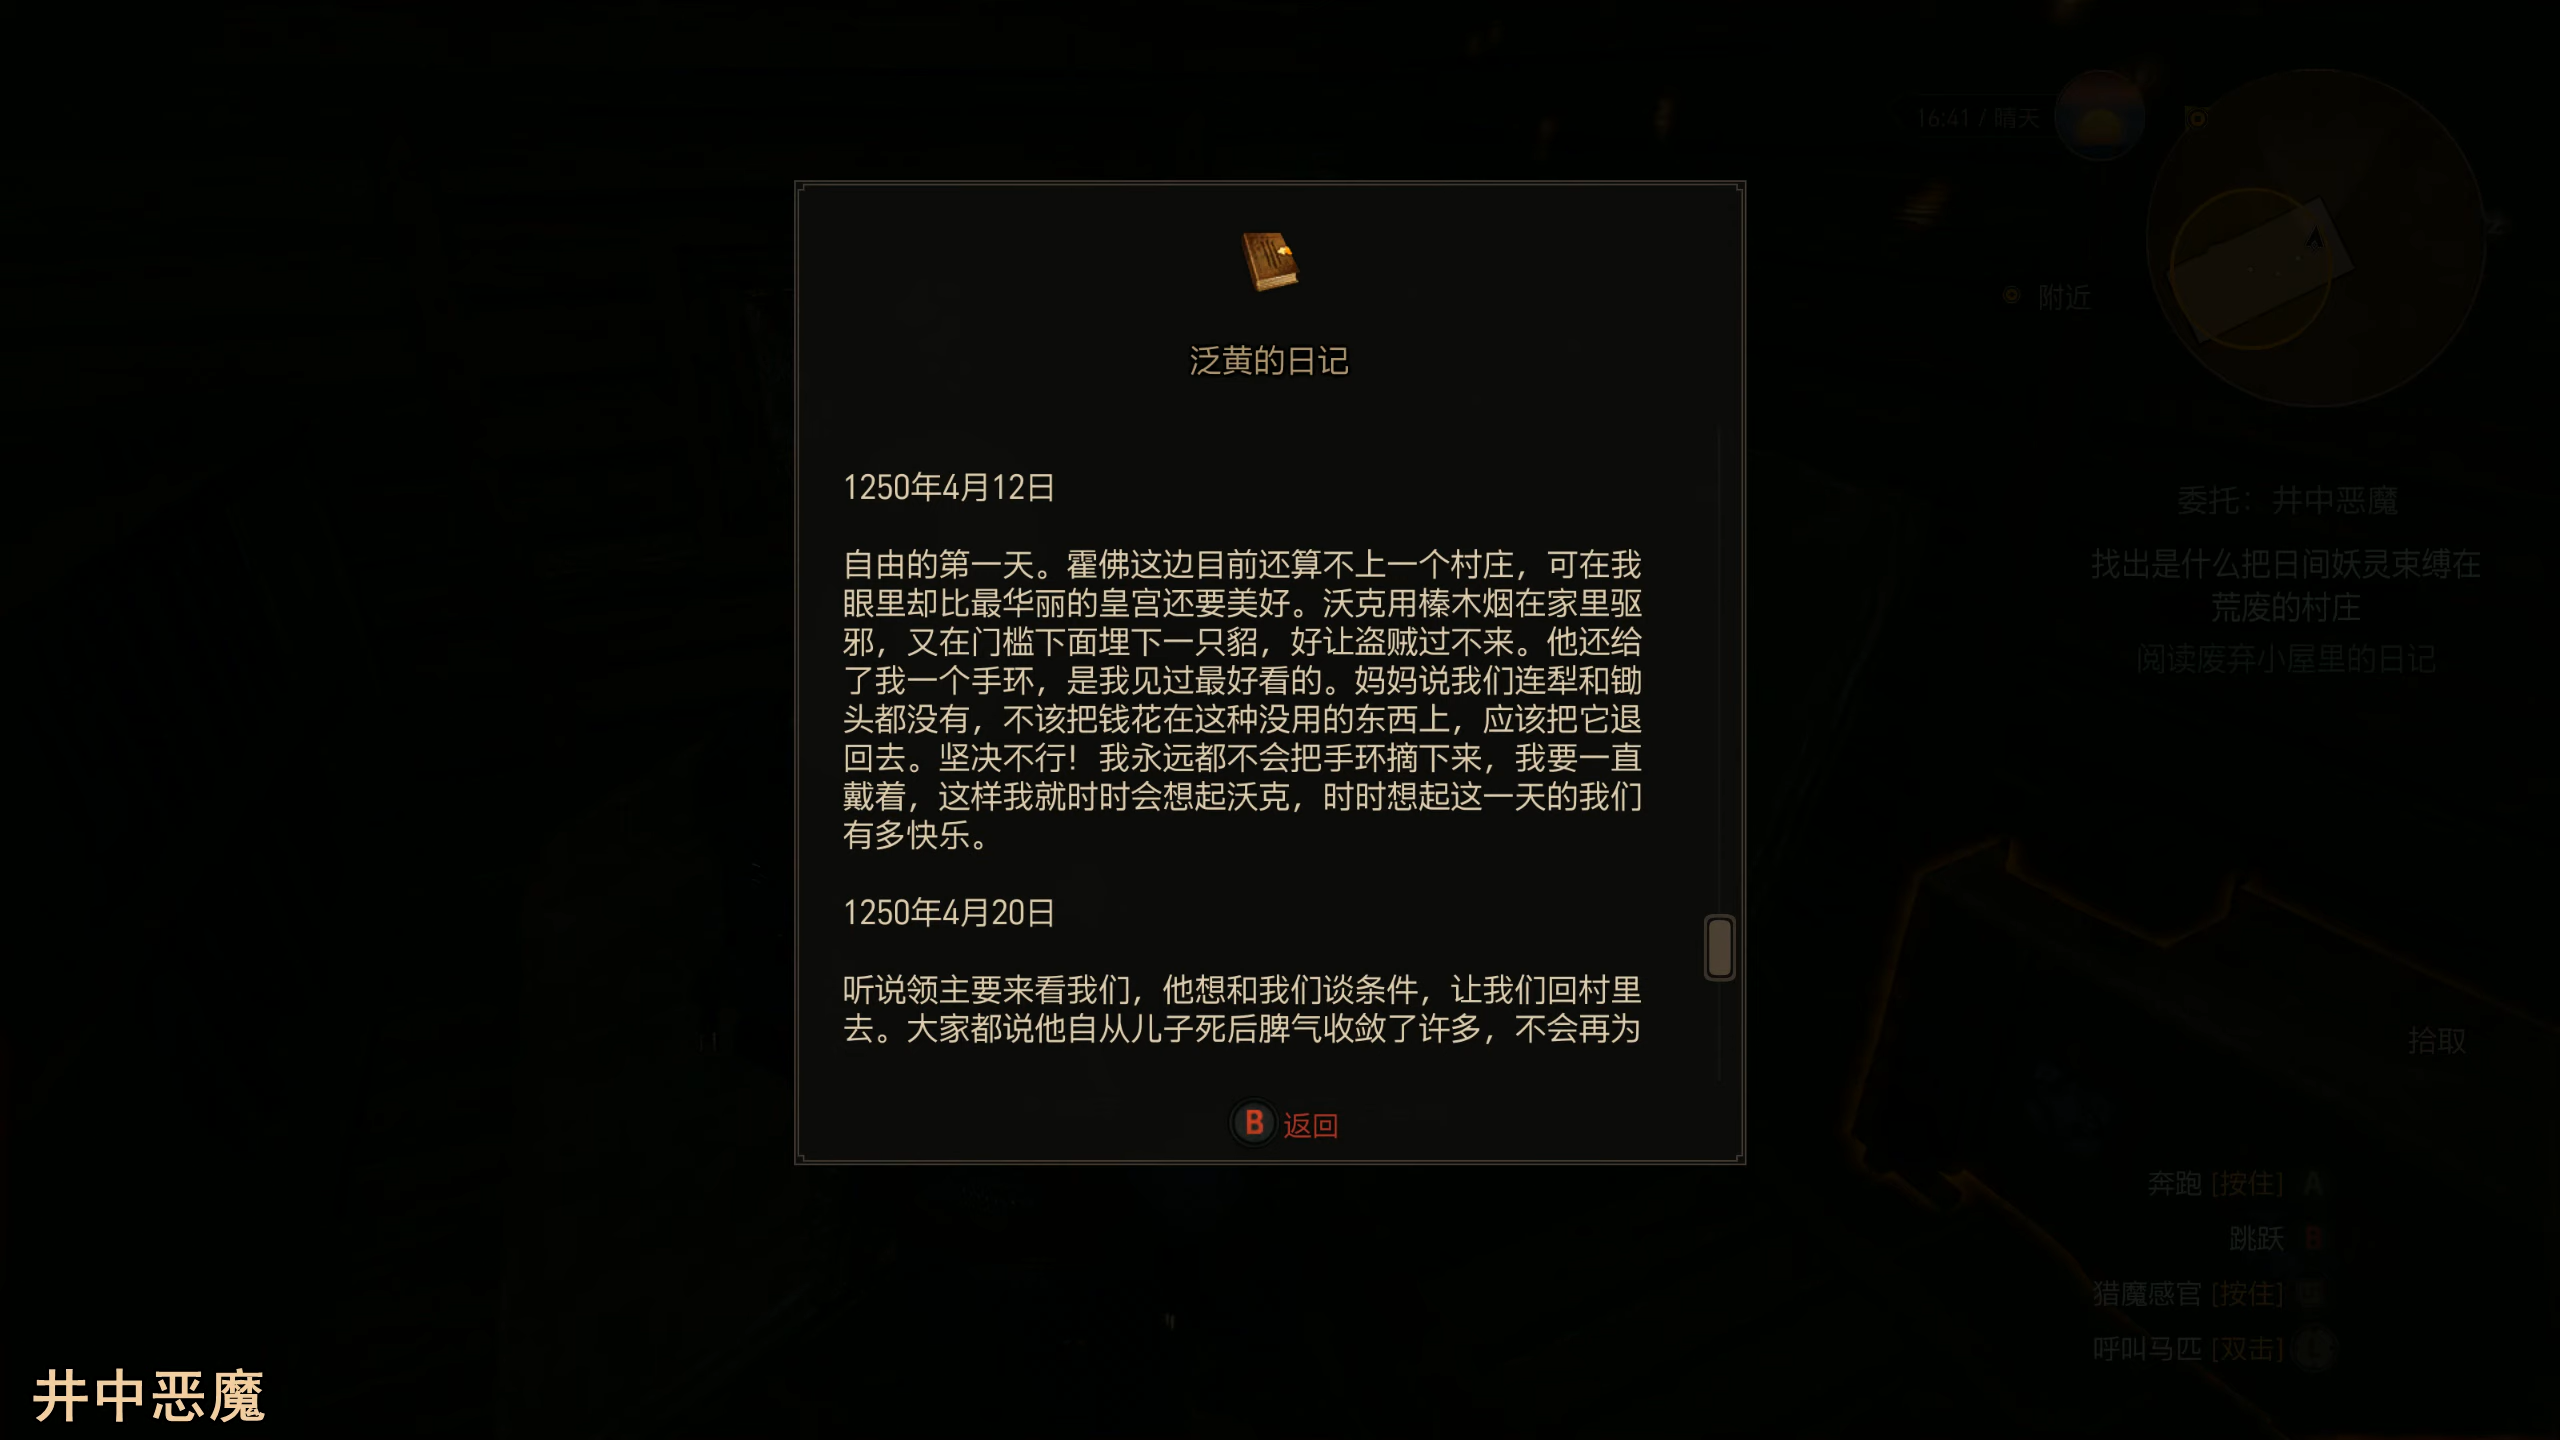 16:41 / 晴天
附近
泛黄的日记
1250年4月12日
自由的第一天。霍佛这边目前还算不上一个村庄，可在我
眼里却比最华丽的皇宫还要美好。沃克用榛木烟在家里驱
邪，又在门槛下面埋下一只貂，好让盗贼过不来。他还给
了我一个手环，是我见过最好看的。妈妈说我们连犁和锄
头都没有，不该把钱花在这种没用的东西上，应该把它退
回去。坚决不行！我永远都不会把手环摘下来，我要一直
戴着，这样我就时时会想起沃克，时时想起这一天的我们
有多快乐。
1250年4月20日
听说领主要来看我们，他想和我们谈条件，让我们回村里
去。大家都说他自从儿子死后脾气收敛了许多，不会再为
B 返回
委托：井中恶魔
找出是什么把日间妖灵束缚在
荒废的村庄
阅读废弃小屋里的日记
拾取
奔跑 [按住] A
跳跃 B
猎魔感官 [按住]
呼叫马匹 [双击]
井中恶魔